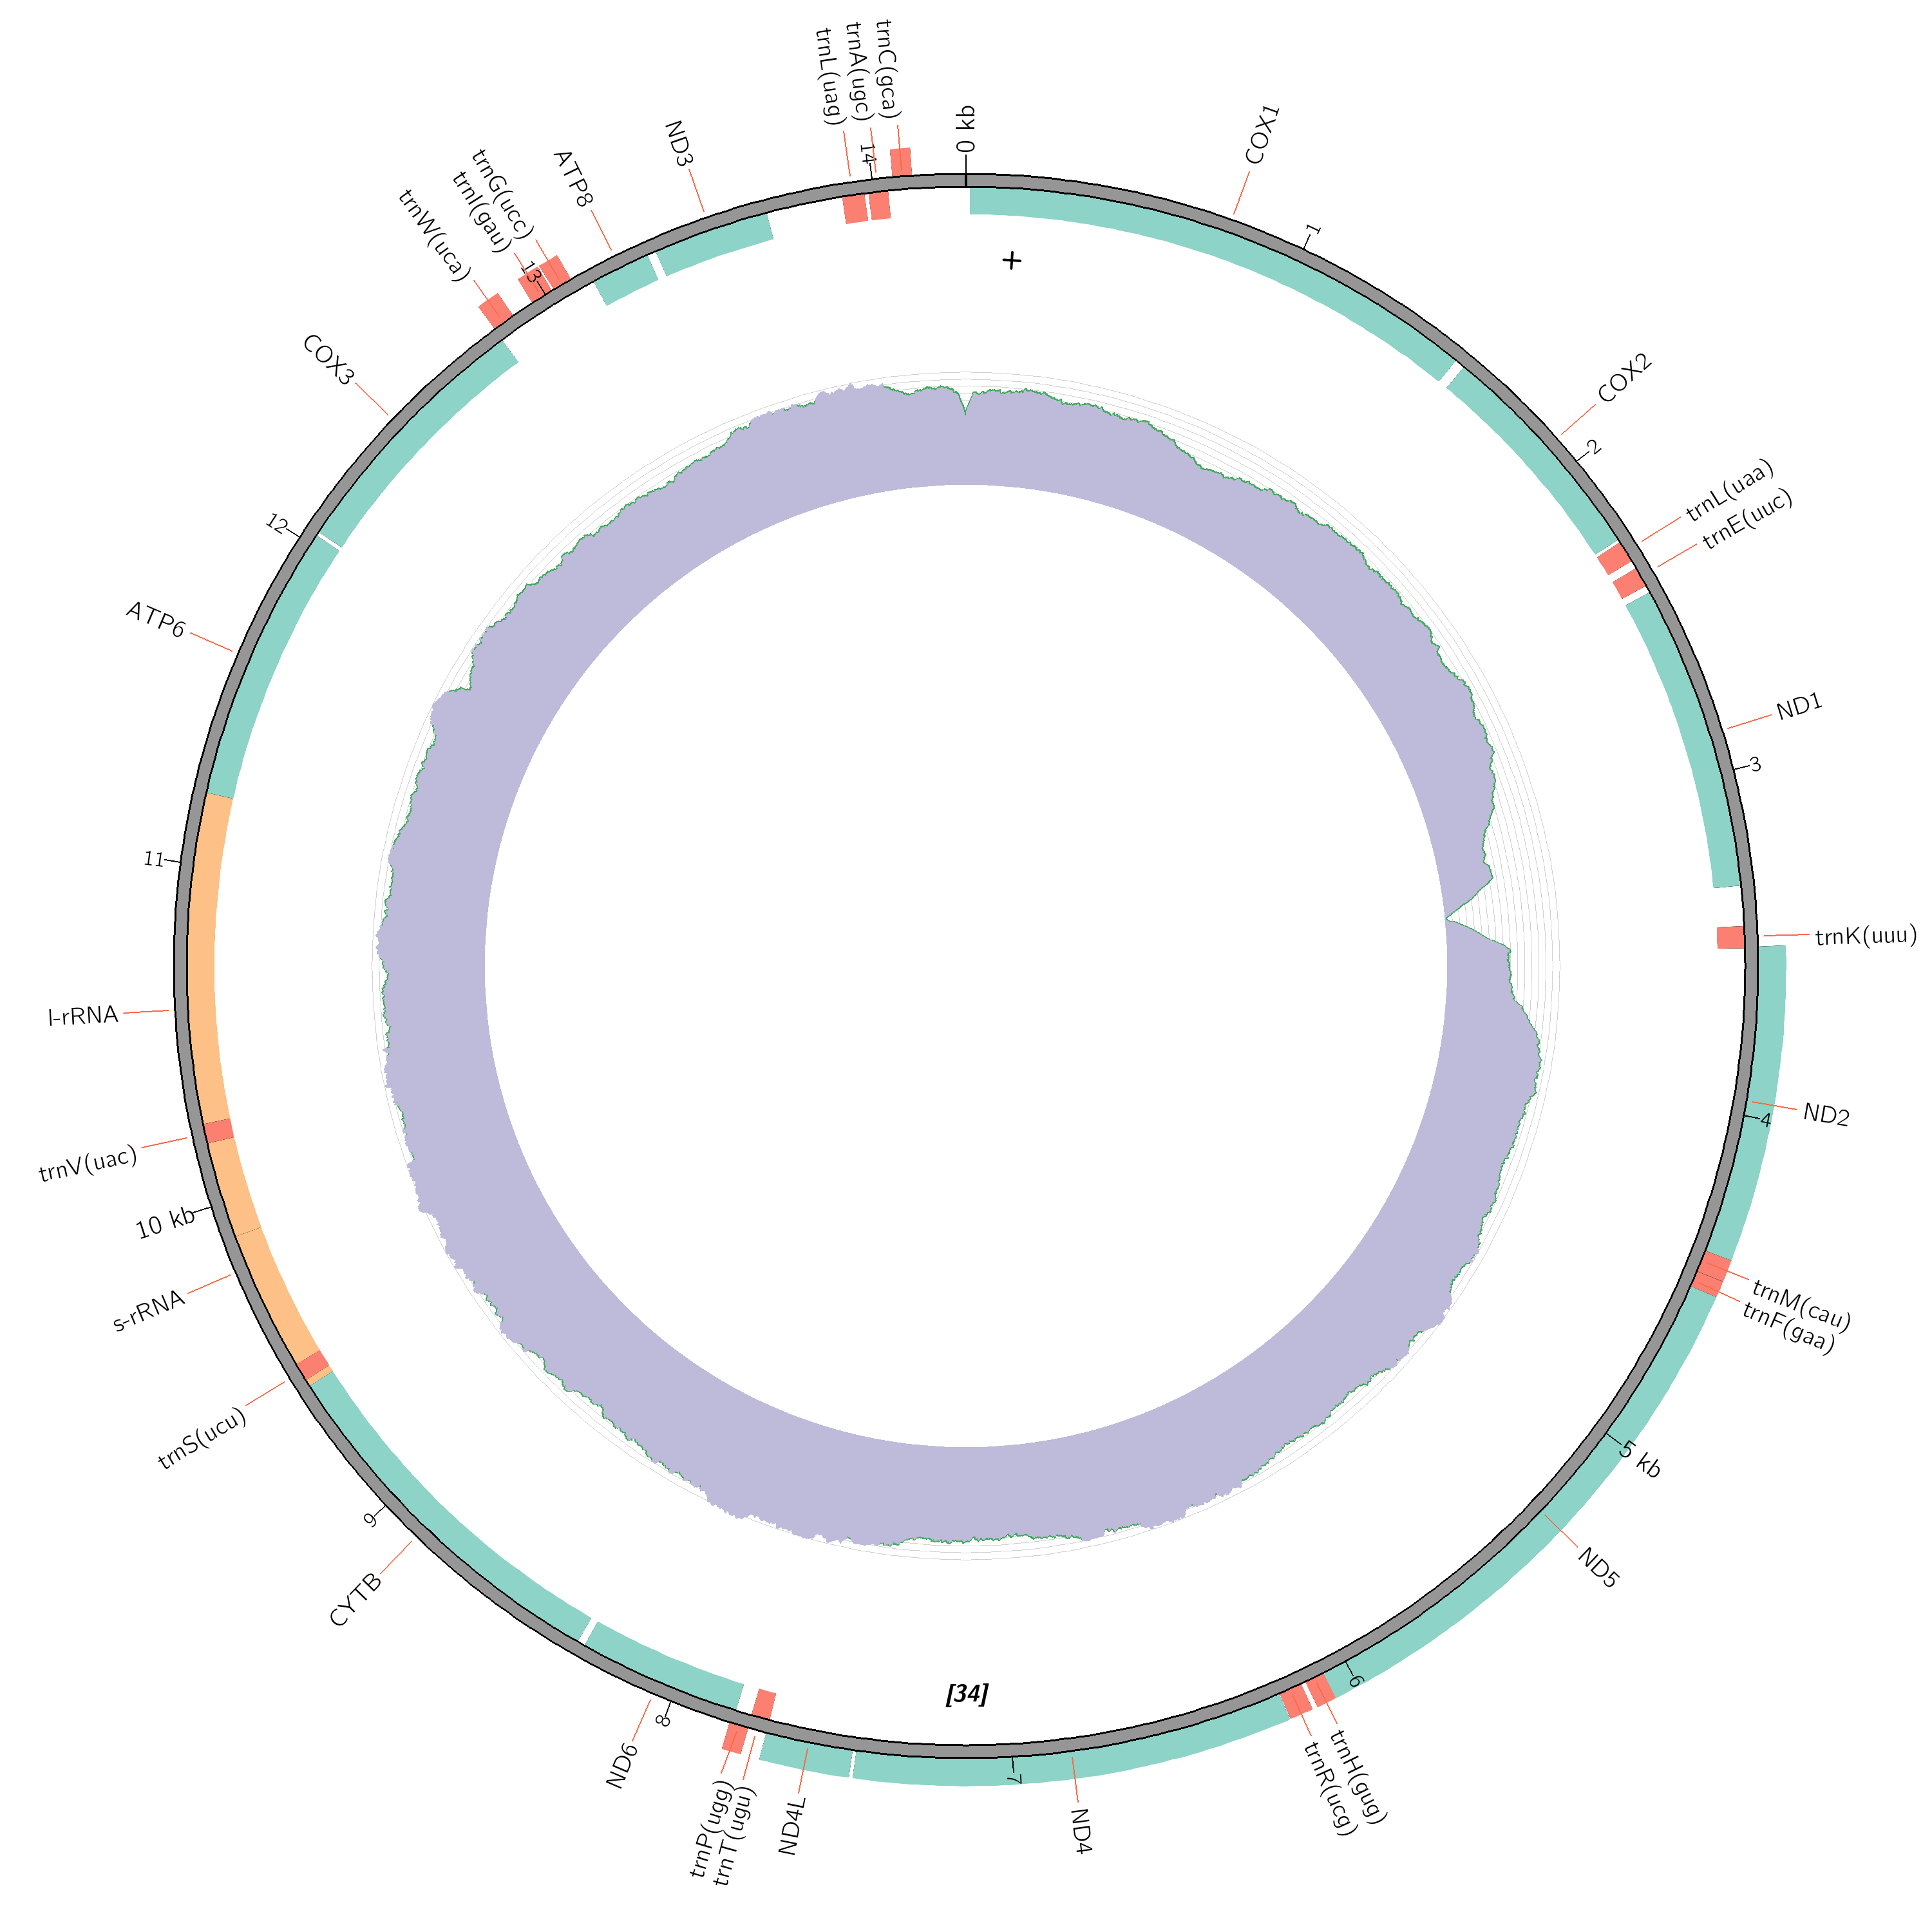 0 kb
COX1
1
COX2
2
trnL(uaa)
trnE(uuc)
ND1
3
trnK(uuu)
ND2
4
trnM(cau)
trnF(gaa)
5 kb
ND5
6
trnH(gug)
trnR(ucg)
ND4
7
ND4L
trnT(ugu)
trnP(ugg)
8
ND6
CYTB
9
trnS(ucu)
s-rRNA
10 kb
trnV(uac)
l-rRNA
11
ATP6
12
COX3
trnW(uca)
13
trnI(gau)
trnG(ucc)
ATP8
ND3
trnL(uag)
14
trnA(ugc)
trnC(gca)
+
[34]